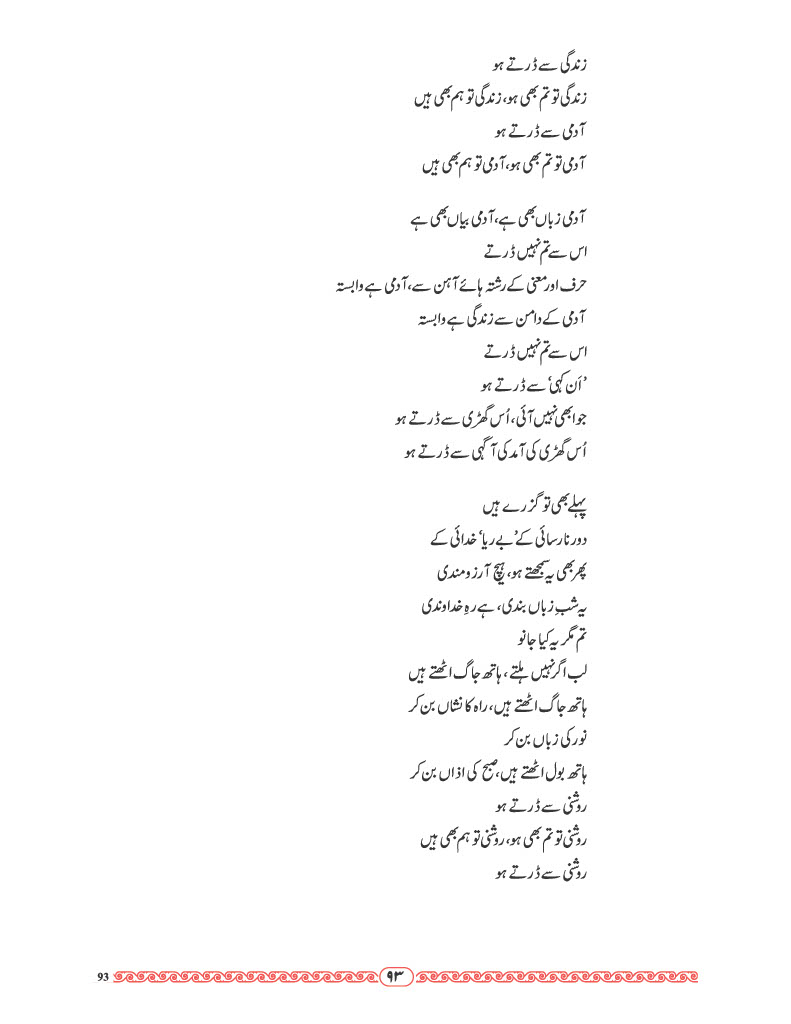 زندگی سے ڈرتے ہو
زندگی تو تم بھی ہو، زندگی تو ہم بھی ہیں
آدمی سے ڈرتے ہو
آدمی تو تم بھی ہو، آدمی تو ہم بھی ہیں
آدمی زباں بھی ہے، آدمی بیاں بھی ہے
اس سے تم نہیں ڈرتے
حرف اور معنی کے رشتہ ہائے آہن سے، آدمی ہے وابستہ
آدمی کے دامن سے زندگی ہے وابستہ
اس سے تم نہیں ڈرتے
’اَن کہی‘ سے ڈرتے ہو
جو ابھی نہیں آئی، اُس گھڑی سے ڈرتے ہو
اُس گھڑی کی آمد کی آگہی سے ڈرتے ہو
پہلے بھی تو گزرے ہیں
دور نارسائی کے ’بے ریا‘ خدائی کے
پھر بھی یہ سمجھتے ہو، ہیچ آرزومندی
یہ شبِ زباں بندی، ہے رہِ خداوندی
تم مگر یہ کیا جانو
لب اگر نہیں ہلتے، ہاتھ جاگ اٹھتے ہیں
ہاتھ جاگ اٹھتے ہیں، راہ کا نشاں بن کر
نور کی زباں بن کر
ہاتھ بول اٹھتے ہیں، صبح کی اذاں بن کر
روشنی سے ڈرتے ہو
روشنی تو تم بھی ہو، روشنی تو ہم بھی ہیں
روشنی سے ڈرتے ہو
93 ۹۳